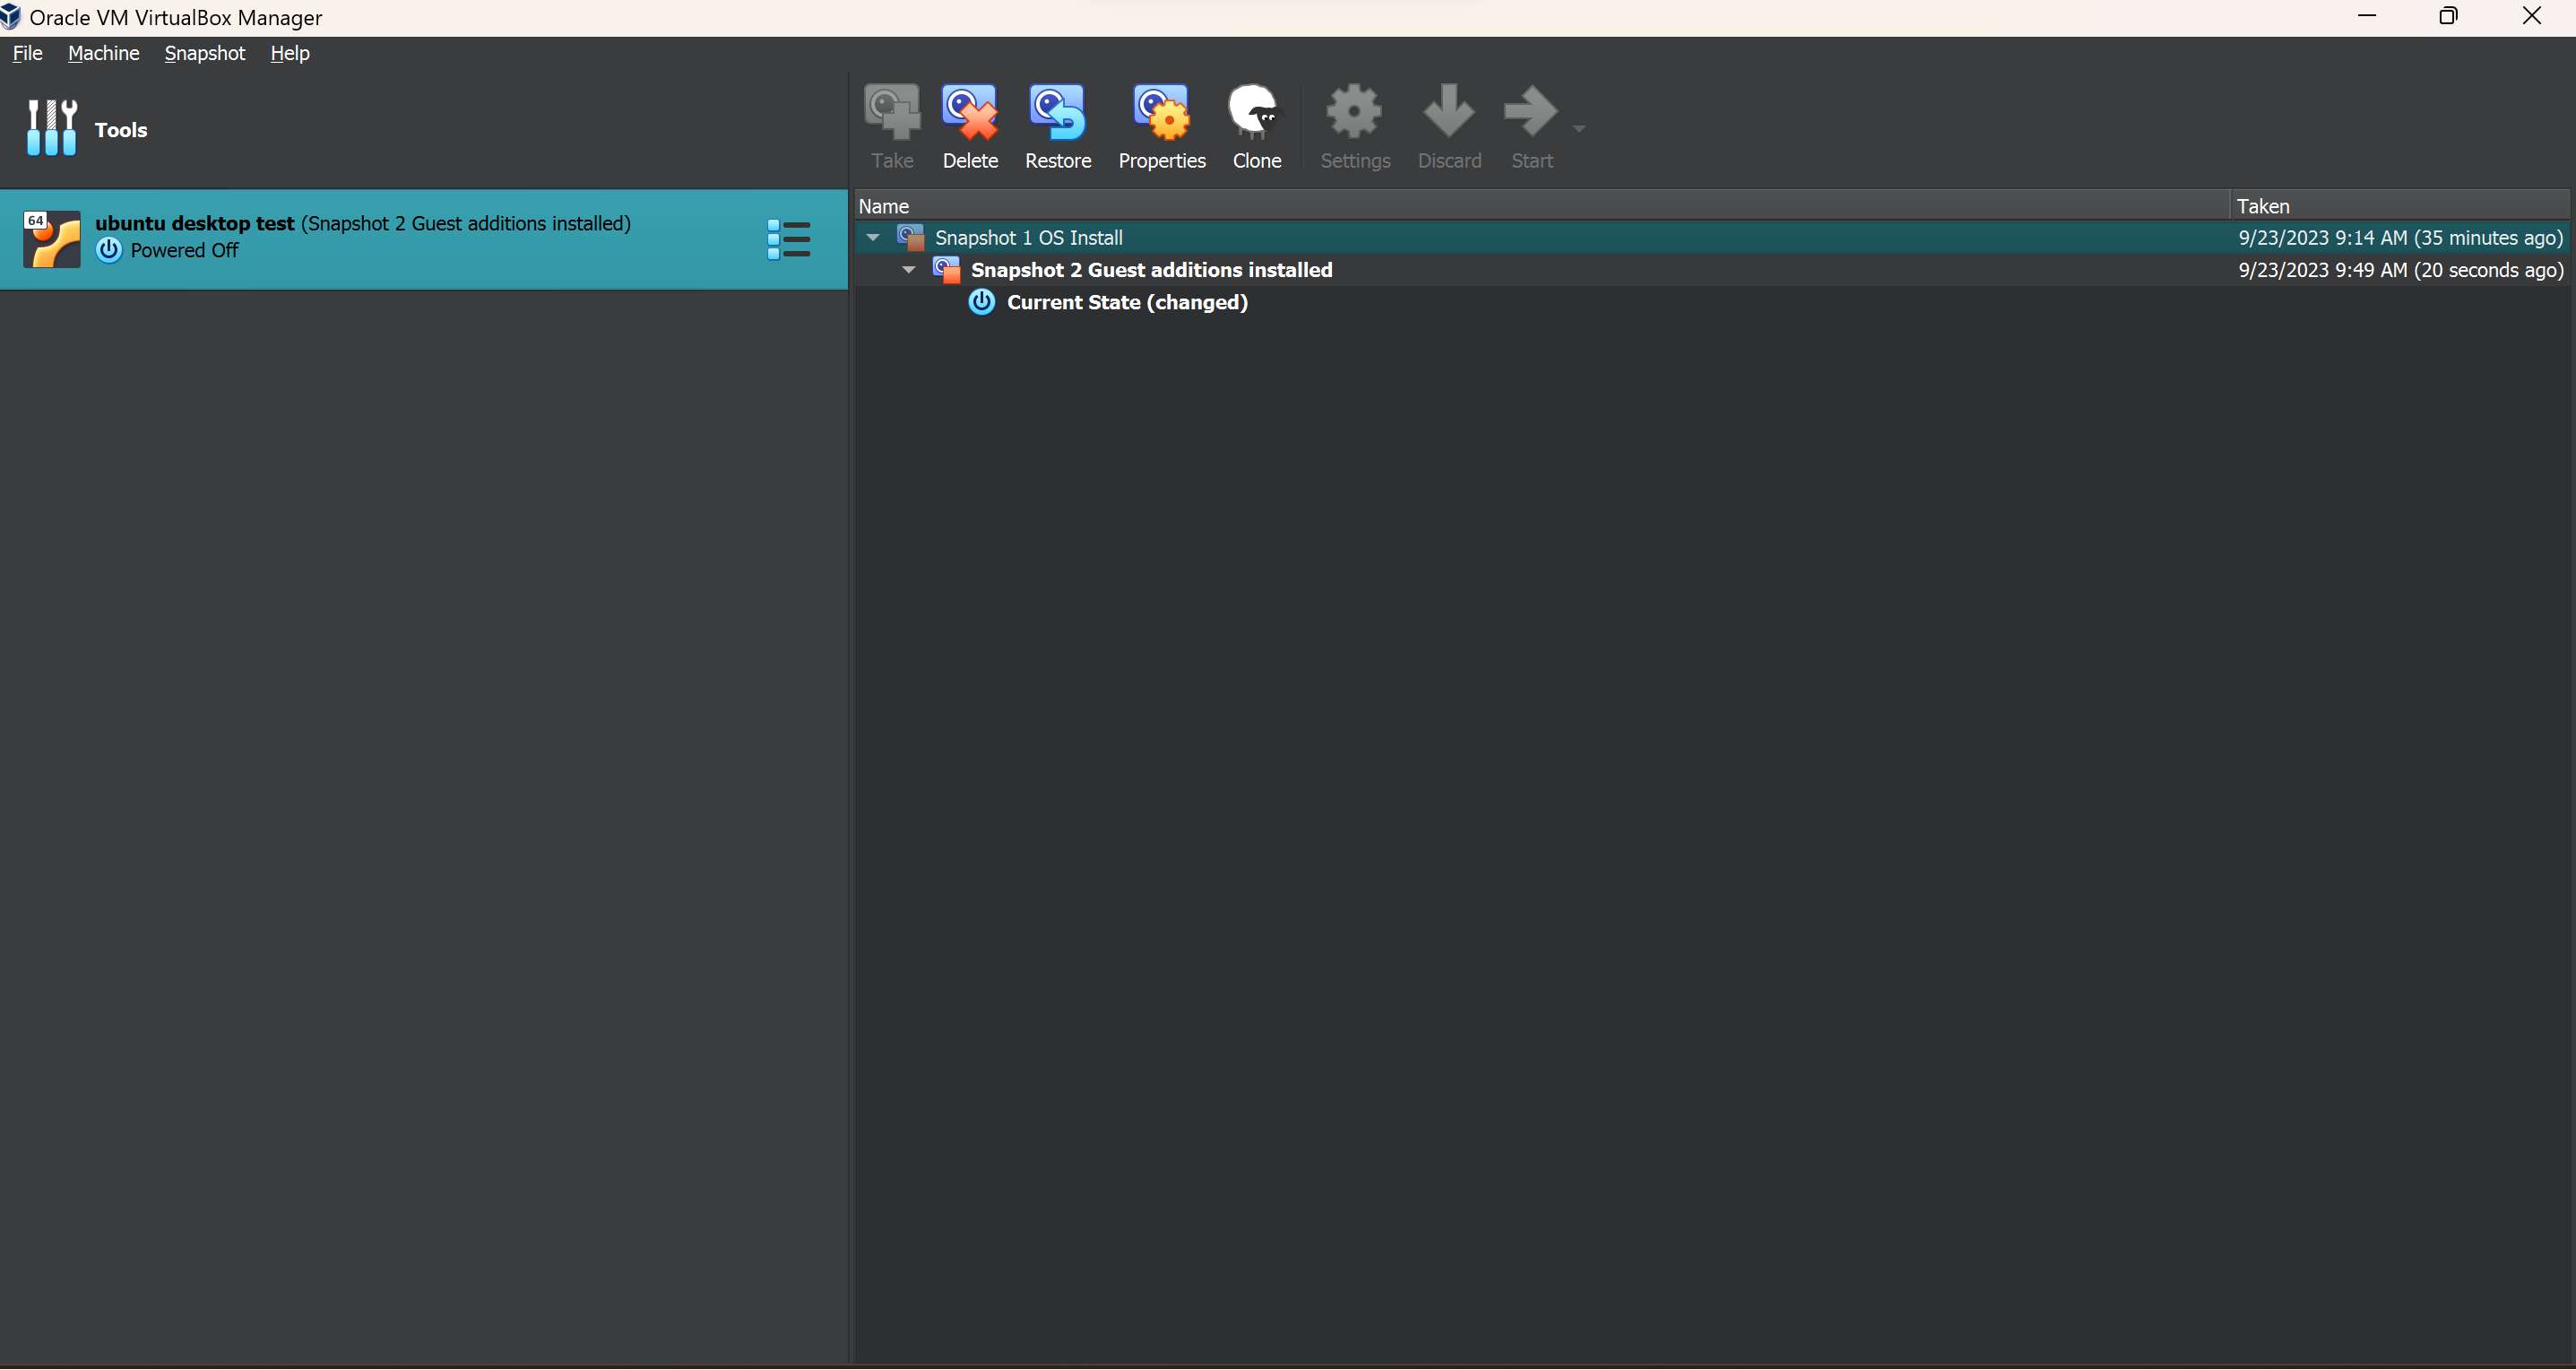 Oracle VM VirtualBox Manager
File Machine Snapshot Help
Tools
Take Delete Restore Properties Clone Settings Discard Start
64
ubuntu desktop test (Snapshot 2 Guest additions installed)
Powered Off
Name Taken
Snapshot 1 OS Install 9/23/2023 9:14 AM (35 minutes ago)
Snapshot 2 Guest additions installed 9/23/2023 9:49 AM (20 seconds ago)
Current State (changed)